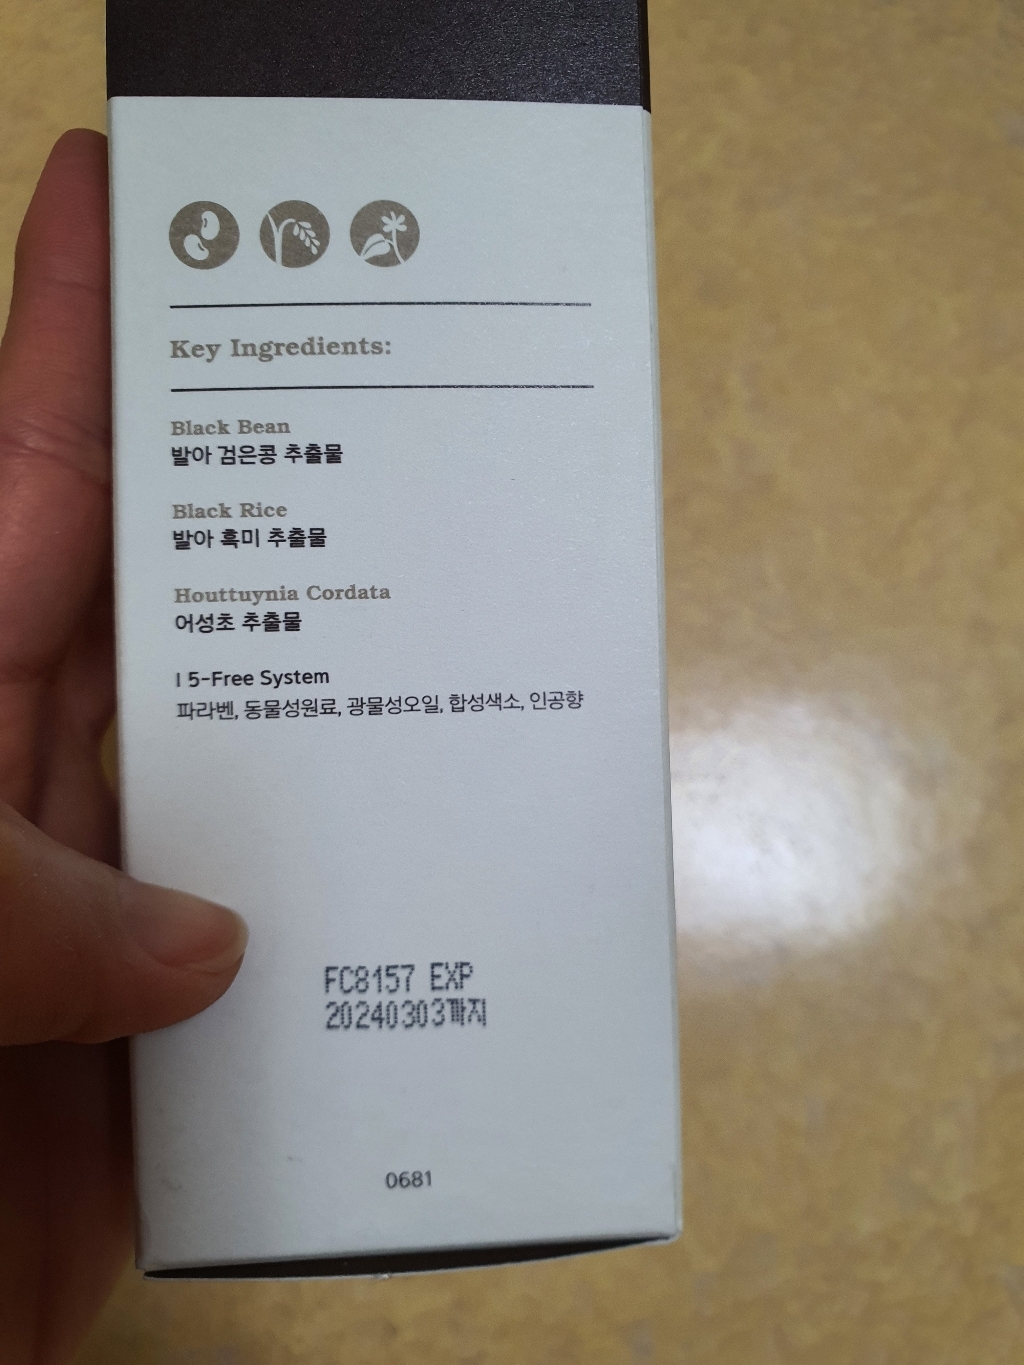 Key Ingredients:
Black Bean
발아 검은콩 추출물
Black Rice
발아 흑미 추출물
Houttuynia Cordata
어성초 추출물
I 5-Free System
파라벤, 동물성원료, 광물성오일, 합성색소, 인공향
FC8157 EXP
20240303까지
0681